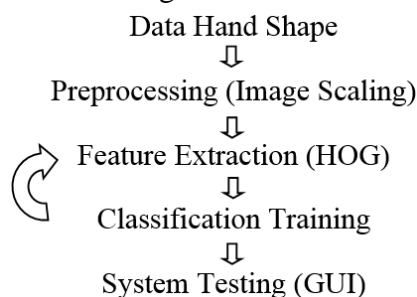 Data Hand Shape
Preprocessing (Image Scaling)
Feature Extraction (HOG)
Classification Training
System Testing (GUI)